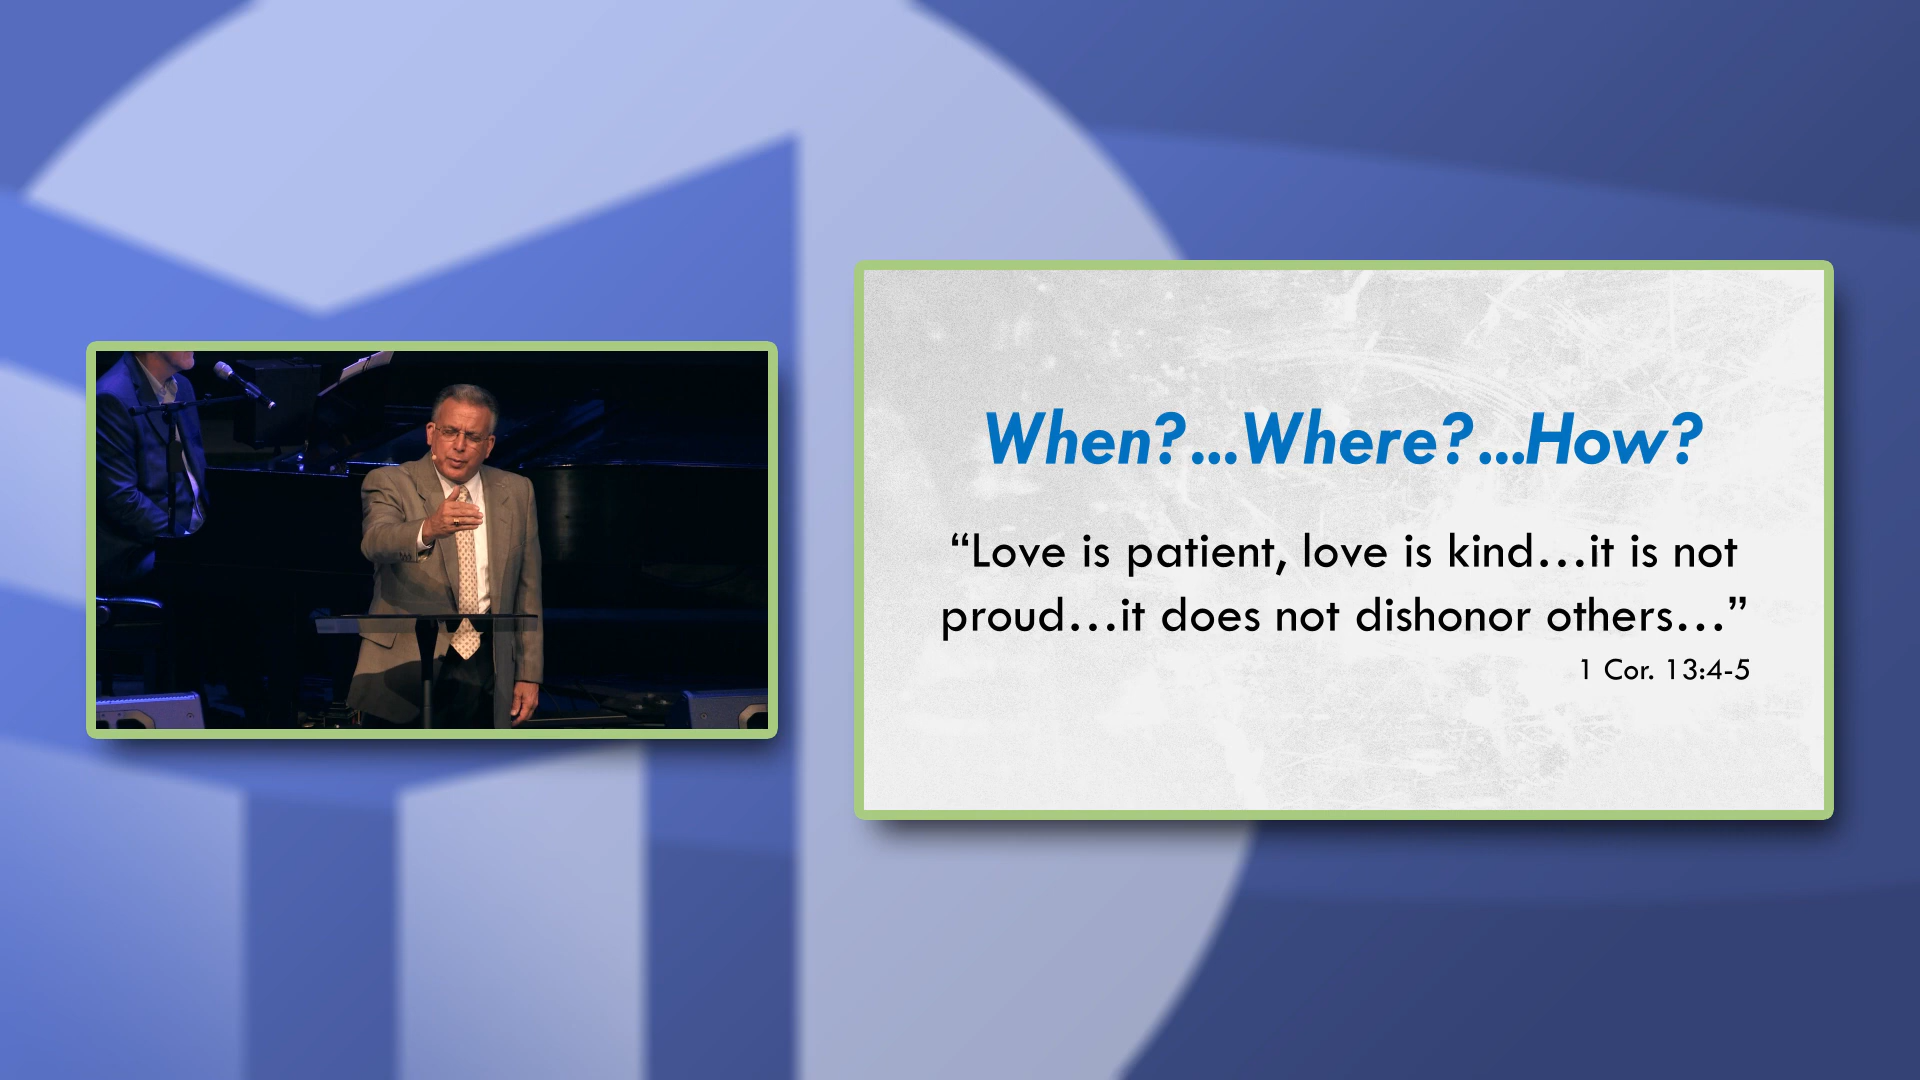 When?...Where?...How?
“Love is patient, love is kind…it is not
proud…it does not dishonor others…”
1 Cor. 13:4-5